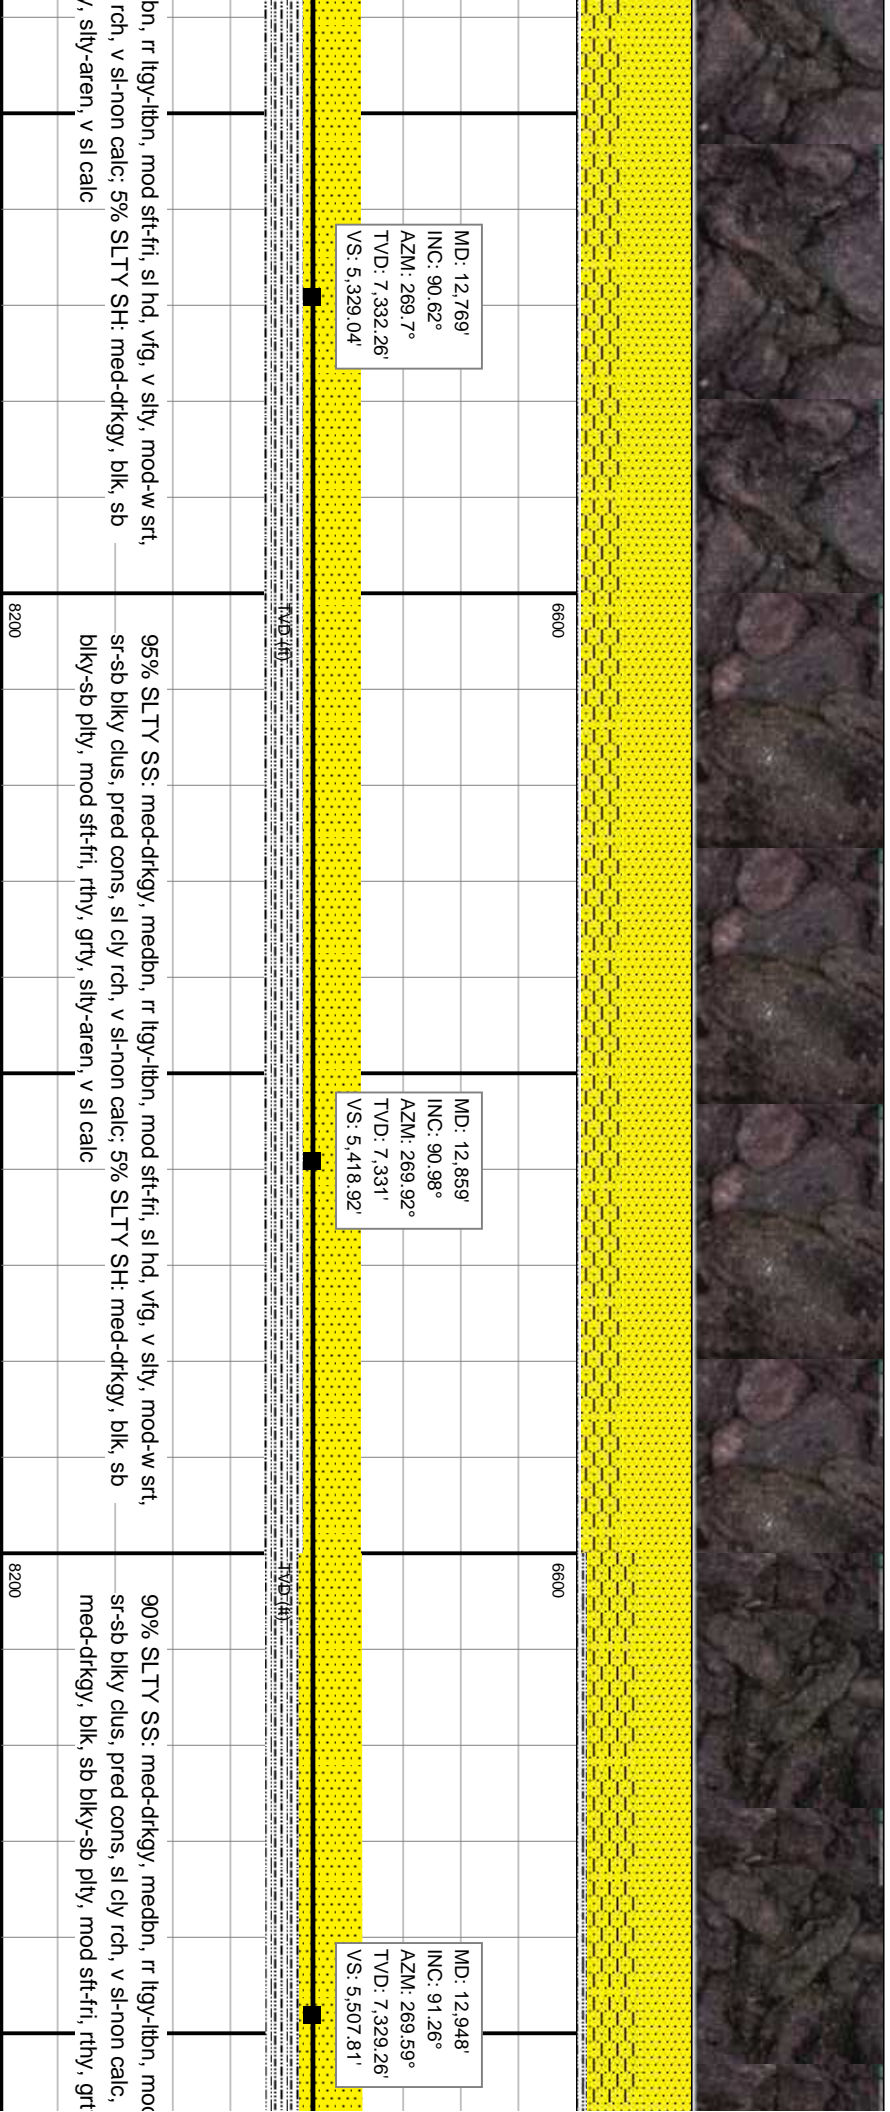 bn, rr ltgy-ltbn, mod sft-fri, sl hd, vfg, v slty, mod-w srt,
rch, v sl-non calc; 5% SLTY SH: med-drkgy, blk, sb
slty-aren, v sl calc
MD: 12,769'
INC: 90.62°
AZM: 269.7°
TVD: 7,332.26'
VS: 5,329.04'
6600
TVD (ft)
8200
95% SLTY SS: med-drkgy, medbn, rr ltgy-ltbn, mod sft-fri, sl hd, vfg, v slty, mod-w srt,
sr-sb blky clus, pred cons, sl cly rch, v sl-non calc; 5% SLTY SH: med-drkgy, blk, sb
blky-sb plty, mod sft-fri, rthy, grty, slty-aren, v sl calc
MD: 12,859'
INC: 90.98°
AZM: 269.92°
TVD: 7,331'
VS: 5,418.92'
6600
TVD (ft)
8200
90% SLTY SS: med-drkgy, medbn, rr ltgy-ltbn, mod
sr-sb blky clus, pred cons, sl cly rch, v sl-non calc,
med-drkgy, blk, sb blky-sb plty, mod sft-fri, rthy, grt
MD: 12,948'
INC: 91.26°
AZM: 269.59°
TVD: 7,329.26'
VS: 5,507.81'